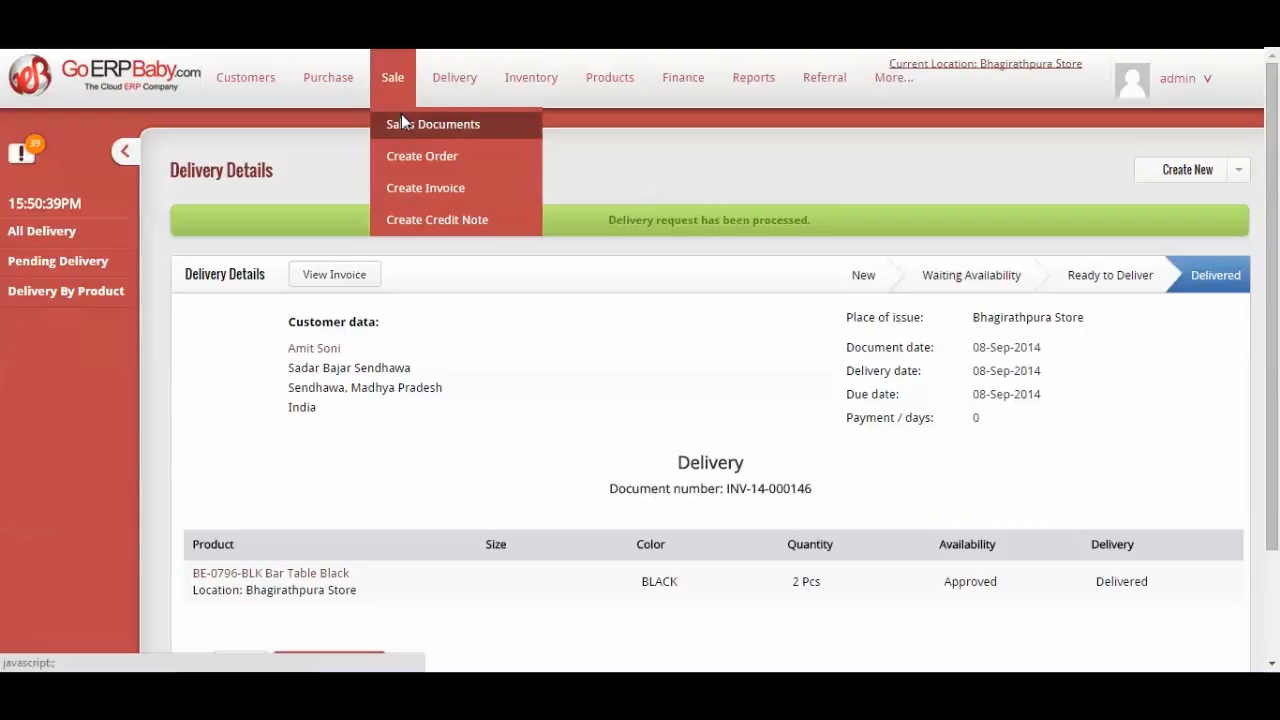 GoERPBaby.com
The Cloud ERP Company
Customers
Purchase
Sale
Delivery
Inventory
Products
Finance
Reports
Referral
More...
Current Location: Bhagirathpura Store
admin
Sales Documents
Create Order
Create Invoice
Create Credit Note
39
15:50:39PM
All Delivery
Pending Delivery
Delivery By Product
Delivery Details
Create New
Delivery request has been processed.
Delivery Details
View Invoice
New
Waiting Availability
Ready to Deliver
Delivered
Customer data:
Amit Soni
Sadar Bajar Sendhawa
Sendhawa, Madhya Pradesh
India
Place of issue: Bhagirathpura Store
Document date: 08-Sep-2014
Delivery date: 08-Sep-2014
Due date: 08-Sep-2014
Payment / days: 0
Delivery
Document number: INV-14-000146
Product Size Color Quantity Availability Delivery
BE-0796-BLK Bar Table Black
Location: Bhagirathpura Store
BLACK 2 Pcs Approved Delivered
javascript:;